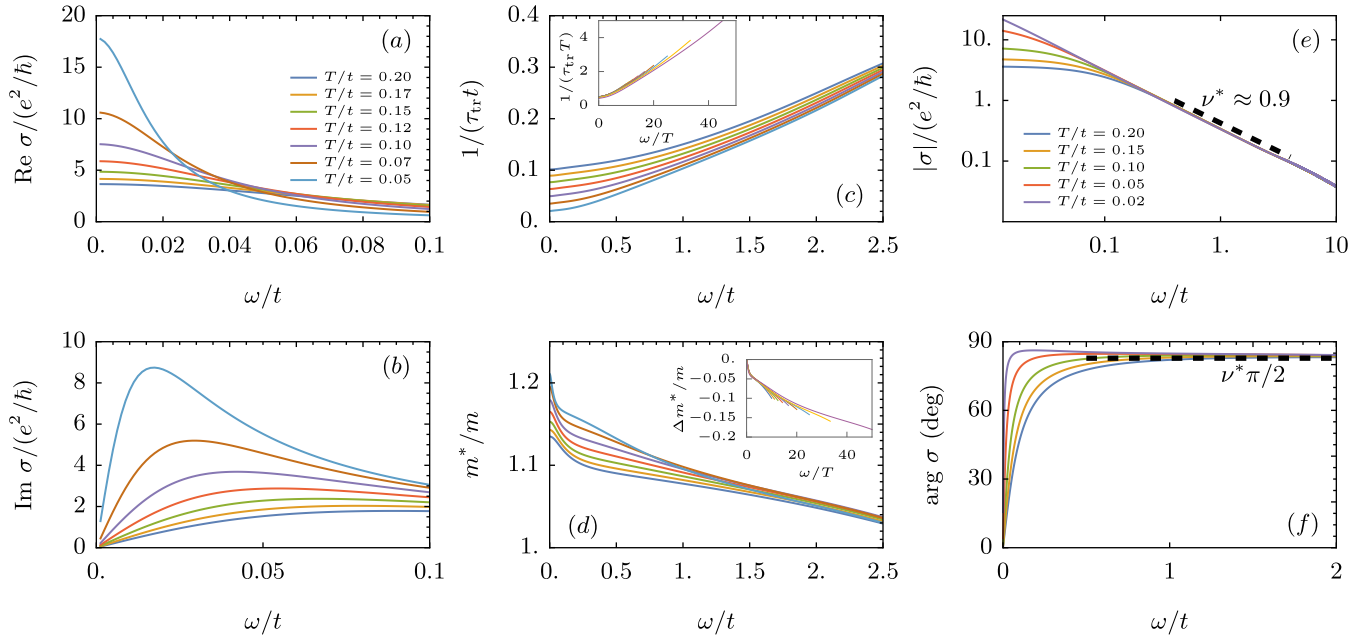 (a)
Re σ/(e²/ℏ)
20
15
10
5
0
T/t = 0.20
T/t = 0.17
T/t = 0.15
T/t = 0.12
T/t = 0.10
T/t = 0.07
T/t = 0.05
0. 0.02 0.04 0.06 0.08 0.1
ω/t
(c)
1/(τ_tr t)
0.4
0.3
0.2
0.1
0.
1/(τ_tr T)
4
2
0
0 20 40
ω/T
0. 0.5 1. 1.5 2. 2.5
ω/t
(e)
|σ|/(e²/ℏ)
10.
1.
0.1
ν* ≈ 0.9
T/t = 0.20
T/t = 0.15
T/t = 0.10
T/t = 0.05
T/t = 0.02
0.1 1. 10
ω/t
(b)
Im σ/(e²/ℏ)
10
8
6
4
2
0
0. 0.05 0.1
ω/t
(d)
m*/m
1.2
1.1
1.
Δm*/m
0.
−0.05
−0.1
−0.15
−0.2
0 20 40
ω/T
0. 0.5 1. 1.5 2. 2.5
ω/t
(f)
arg σ (deg)
90
60
30
0
ν*π/2
0 1 2
ω/t